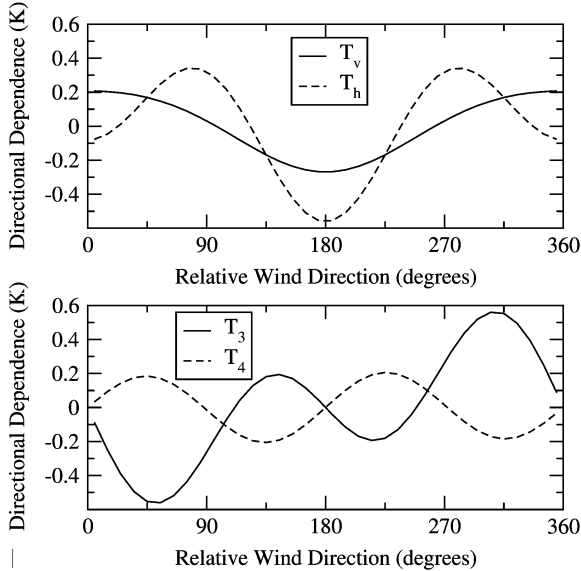 Directional Dependence (K)
0.6
0.4
0.2
0
-0.2
-0.4
T_v
T_h
0 90 180 270 360
Relative Wind Direction (degrees)
Directional Dependence (K)
0.6
0.4
0.2
0
-0.2
-0.4
T_3
T_4
0 90 180 270 360
Relative Wind Direction (degrees)